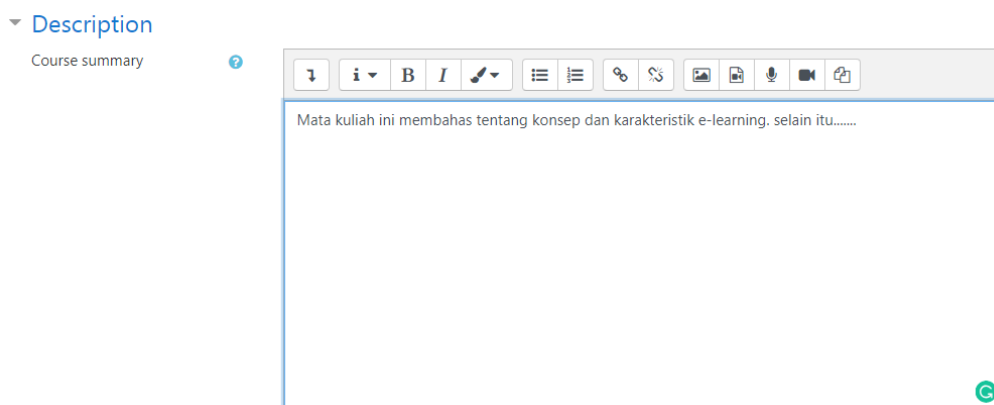 Description
Course summary
Mata kuliah ini membahas tentang konsep dan karakteristik e-learning. selain itu.......